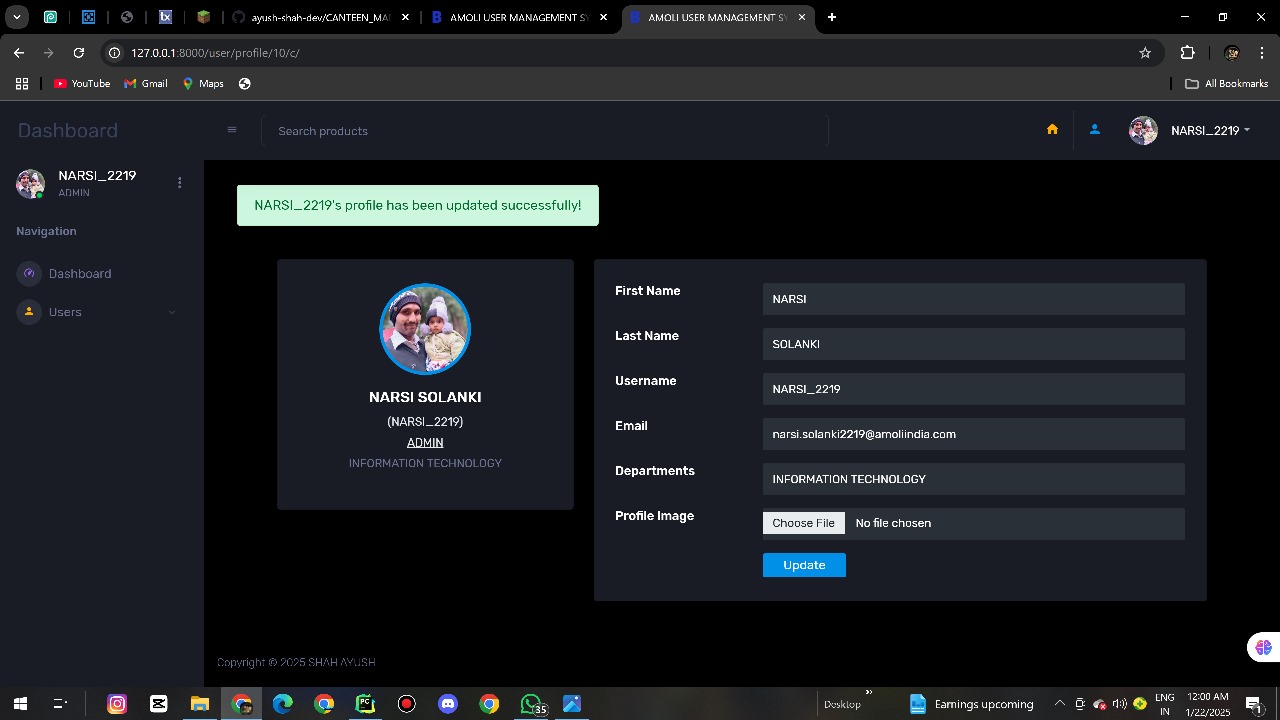 ayush-shah-dev/CANTEEN_MA
AMOLI USER MANAGEMENT SY
AMOLI USER MANAGEMENT SY
127.0.0.1:8000/user/profile/10/c/
YouTube
Gmail
Maps
All Bookmarks
Dashboard
Search products
NARSI_2219
NARSI_2219
ADMIN
Navigation
Dashboard
Users
NARSI_2219's profile has been updated successfully!
NARSI SOLANKI
(NARSI_2219)
ADMIN
INFORMATION TECHNOLOGY
First Name
NARSI
Last Name
SOLANKI
Username
NARSI_2219
Email
narsi.solanki2219@amoliindia.com
Departments
INFORMATION TECHNOLOGY
Profile Image
Choose File No file chosen
Update
Copyright © 2025 SHAH AYUSH
PC
35
Desktop
Earnings upcoming
ENG
IN
12:00 AM
1/22/2025
1